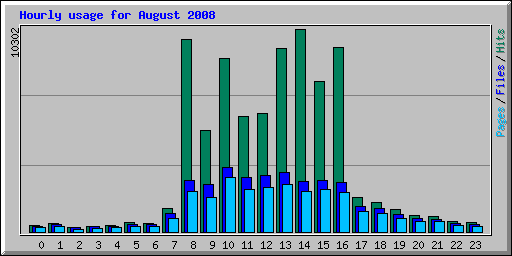 Hourly usage for August 2008
10302
Pages / Files / Hits
0 1 2 3 4 5 6 7 8 9 10 11 12 13 14 15 16 17 18 19 20 21 22 23